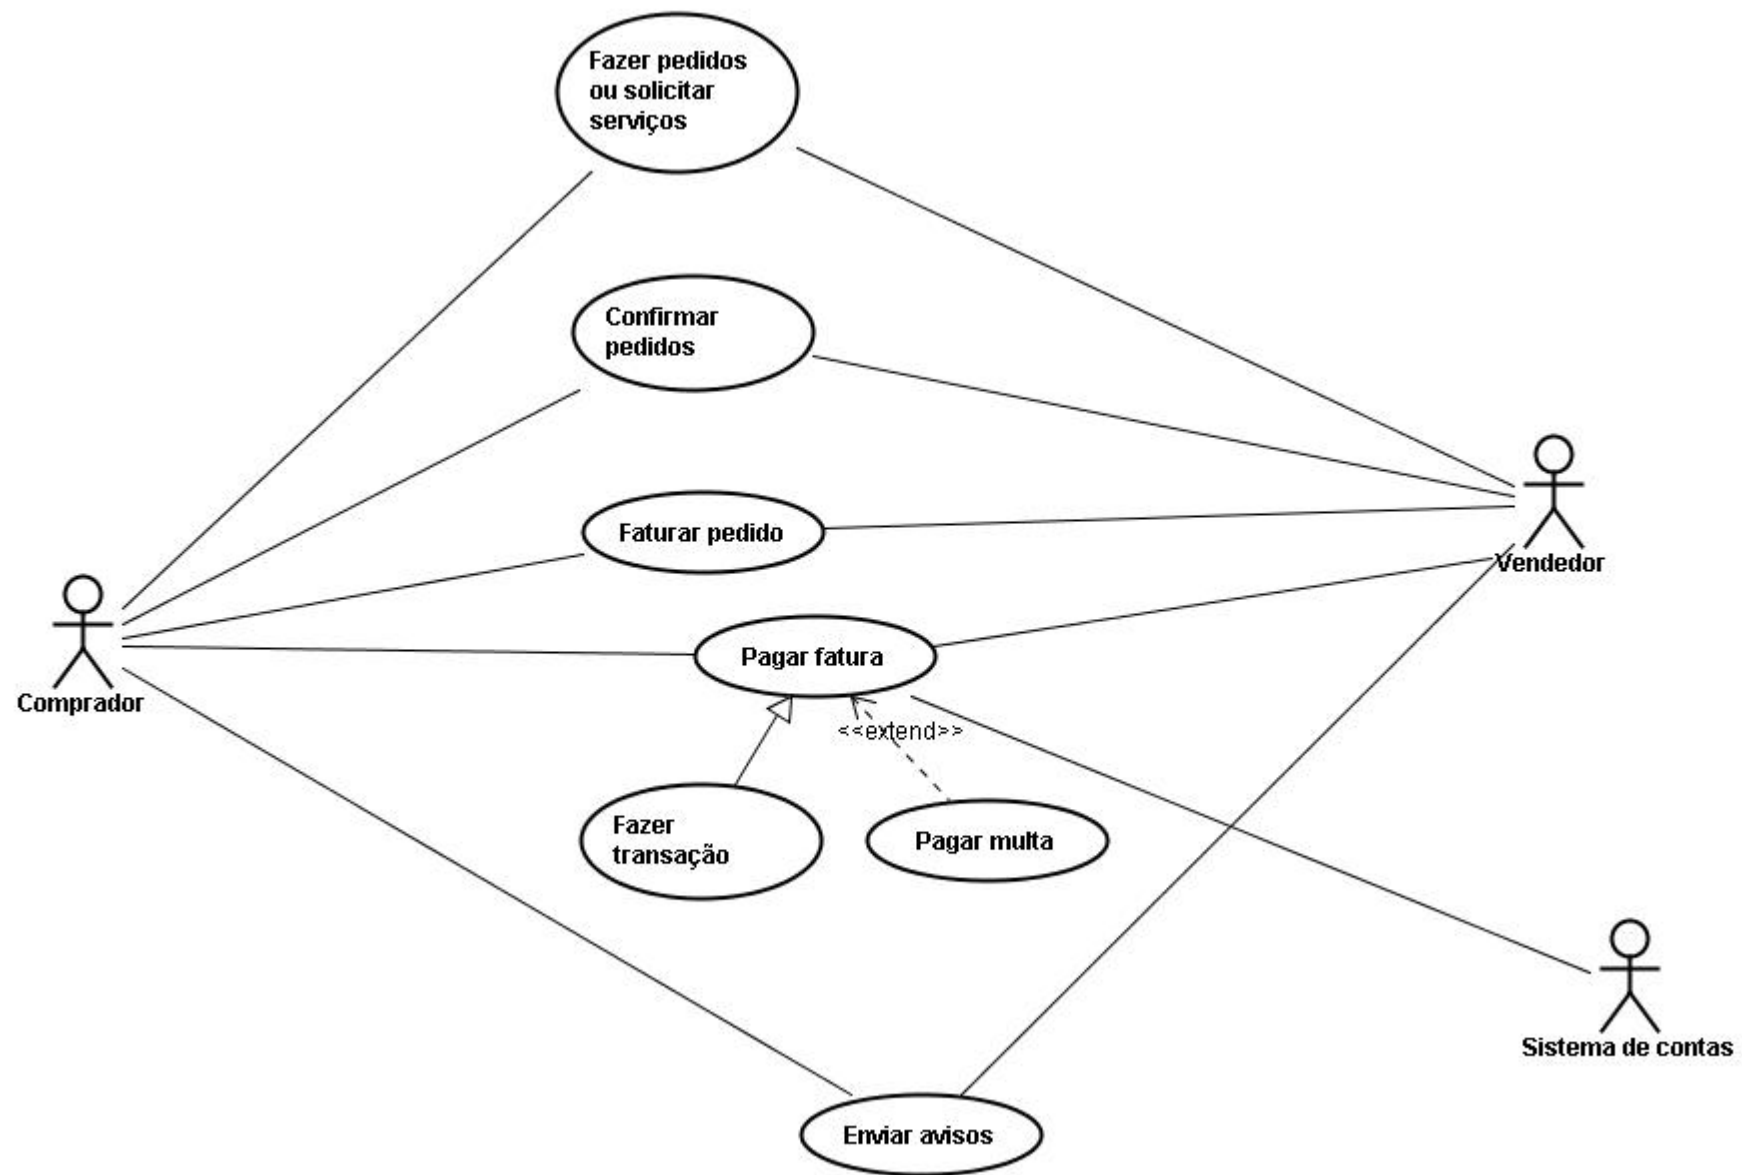 Fazer pedidos
ou solicitar
serviços
Confirmar
pedidos
Faturar pedido
Vendedor
Comprador
Pagar fatura
<<extend>>
Fazer
transação
Pagar multa
Sistema de contas
Enviar avisos